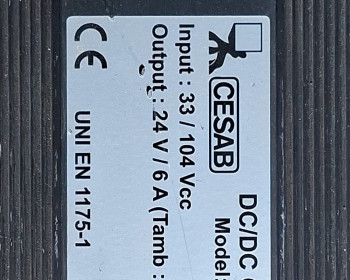 CESAB
DC/DC
Model:
Input : 33 / 104 Vcc
Output : 24 V / 6 A (Tamb :
CE
UNI EN 1175-1